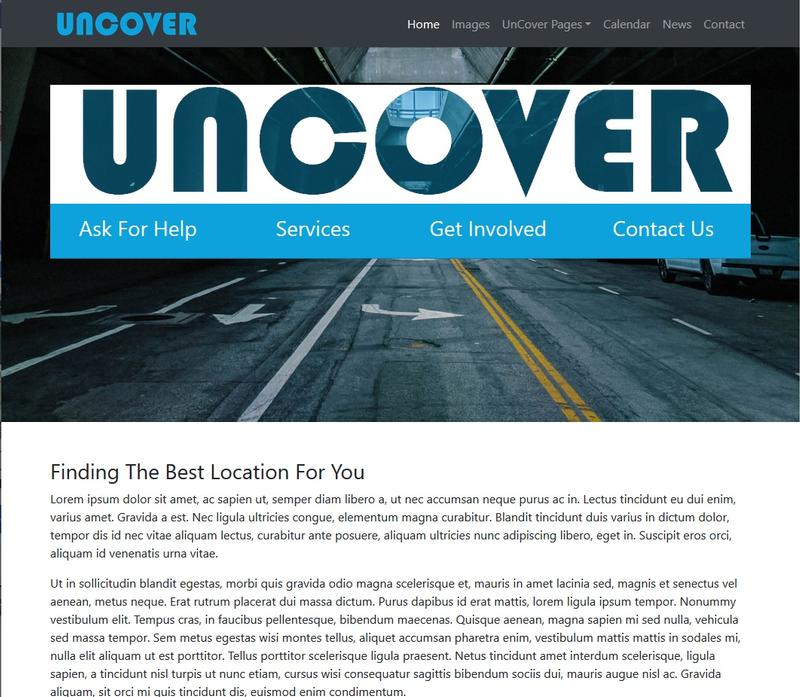 UNCOVER
Home Images UnCover Pages Calendar News Contact
UNCOVER
Ask For Help Services Get Involved Contact Us
Finding The Best Location For You
Lorem ipsum dolor sit amet, ac sapien ut, semper diam libero a, ut nec accumsan neque purus ac in. Lectus tincidunt eu dui enim,
varius amet. Gravida a est. Nec ligula ultricies congue, elementum magna curabitur. Blandit tincidunt duis varius in dictum dolor,
tempor dis id nec vitae aliquam lectus, curabitur ante posuere, aliquam ultricies nunc adipiscing libero, eget in. Suscipit eros orci,
aliquam id venenatis urna vitae.
Ut in sollicitudin blandit egestas, morbi quis gravida odio magna scelerisque et, mauris in amet lacinia sed, magnis et senectus vel
aenean, metus neque. Erat rutrum placerat dui massa dictum. Purus dapibus id erat mattis, lorem ligula ipsum tempor. Nonummy
vestibulum elit. Tempus cras, in faucibus pellentesque, bibendum maecenas. Quisque aenean, magna sapien mi sed nulla, vehicula
sed massa tempor. Sem metus egestas wisi montes tellus, aliquet accumsan pharetra enim, vestibulum mattis mattis in sodales mi,
nulla elit aliquam ut est porttitor. Tellus porttitor scelerisque ligula praesent. Netus tincidunt amet interdum scelerisque, ligula
sapien, a tincidunt nisl turpis ut nunc etiam, cursus wisi consequatur sagittis bibendum sociis dui, mauris augue nisl ac. Gravida
aliquam, sit orci mi quis tincidunt dis, euismod enim condimentum.